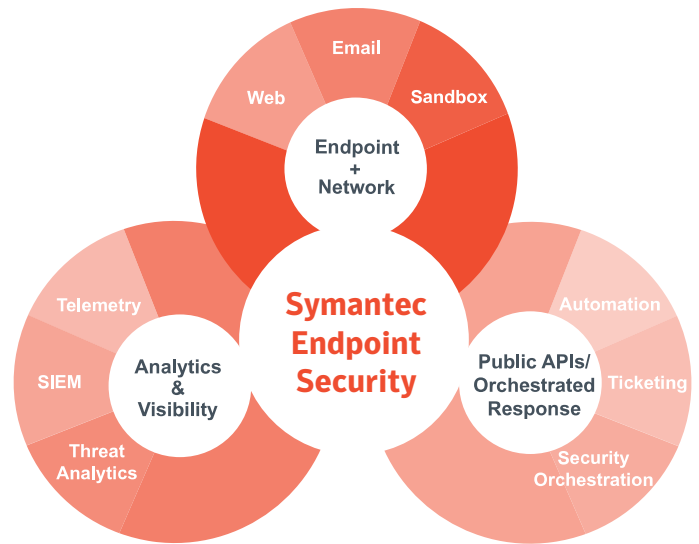 Email
Web
Sandbox
Endpoint
+
Network
Symantec
Endpoint
Security
Telemetry
SIEM
Threat
Analytics
Analytics
&
Visibility
Public APIs/
Orchestrated
Response
Automation
Ticketing
Security
Orchestration